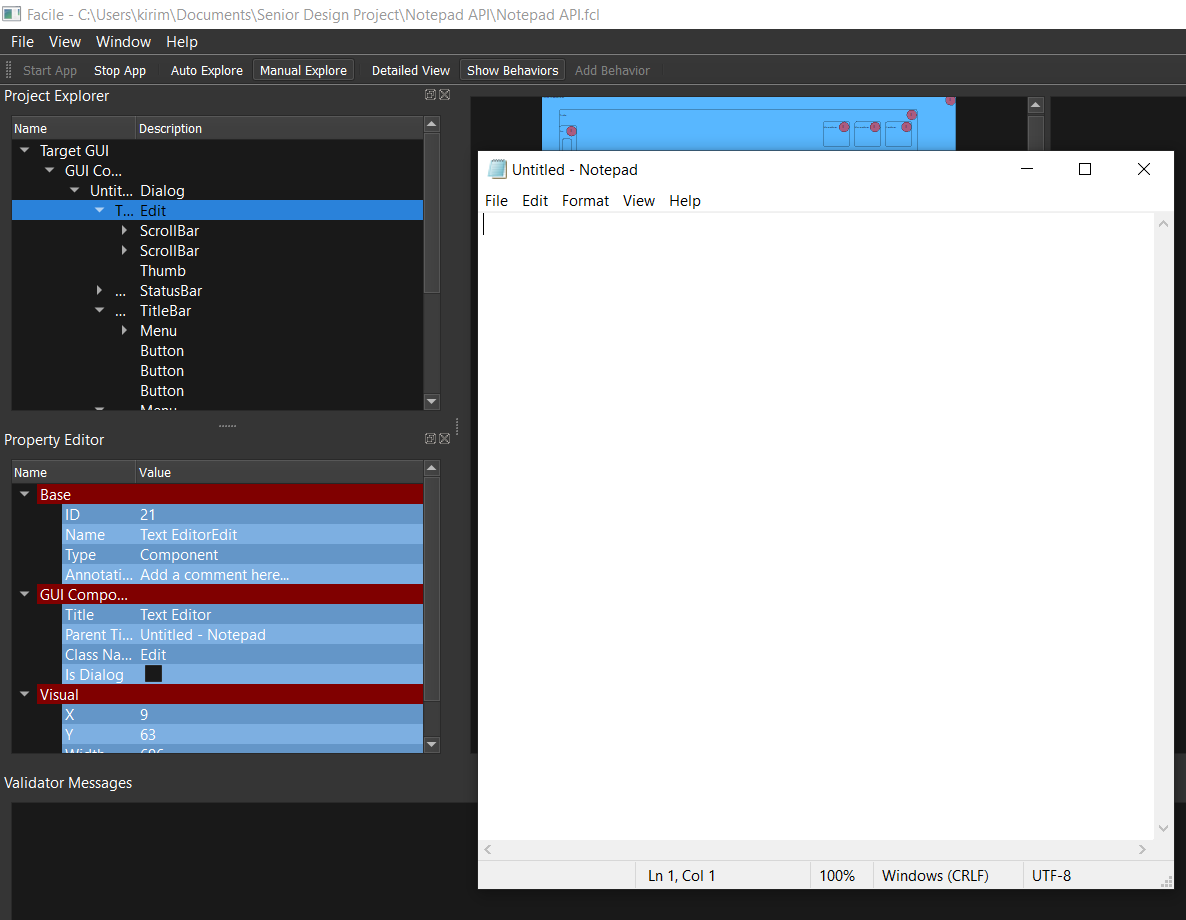 Facile - C:\Users\kirim\Documents\Senior Design Project\Notepad API\Notepad API.fcl
File View Window Help
Start App Stop App Auto Explore Manual Explore Detailed View Show Behaviors Add Behavior
Project Explorer
Name Description
Target GUI
GUI Co...
Untit... Dialog
T... Edit
ScrollBar
ScrollBar
Thumb
... StatusBar
... TitleBar
Menu
Button
Button
Button
Menu
Property Editor
Name Value
Base
ID 21
Name Text EditorEdit
Type Component
Annotati... Add a comment here...
GUI Compo...
Title Text Editor
Parent Ti... Untitled - Notepad
Class Na... Edit
Is Dialog
Visual
X 9
Y 63
Width 696
Validator Messages
Untitled - Notepad
File Edit Format View Help
Ln 1, Col 1 100% Windows (CRLF) UTF-8